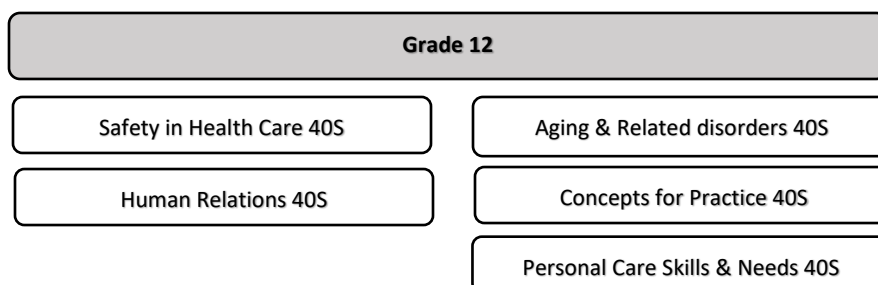 Grade 12
Safety in Health Care 40S
Aging & Related disorders 40S
Human Relations 40S
Concepts for Practice 40S
Personal Care Skills & Needs 40S